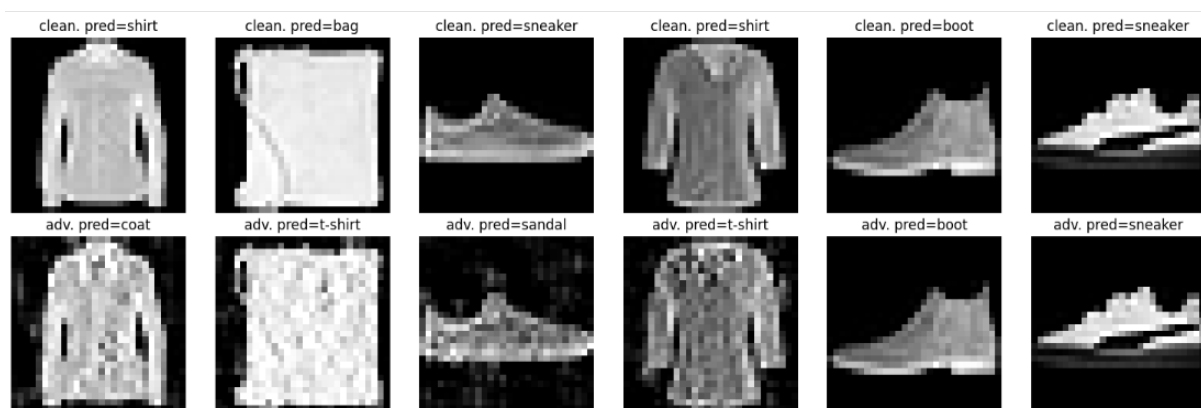 clean. pred=shirt
clean. pred=bag
clean. pred=sneaker
clean. pred=shirt
clean. pred=boot
clean. pred=sneaker
adv. pred=coat
adv. pred=t-shirt
adv. pred=sandal
adv. pred=t-shirt
adv. pred=boot
adv. pred=sneaker